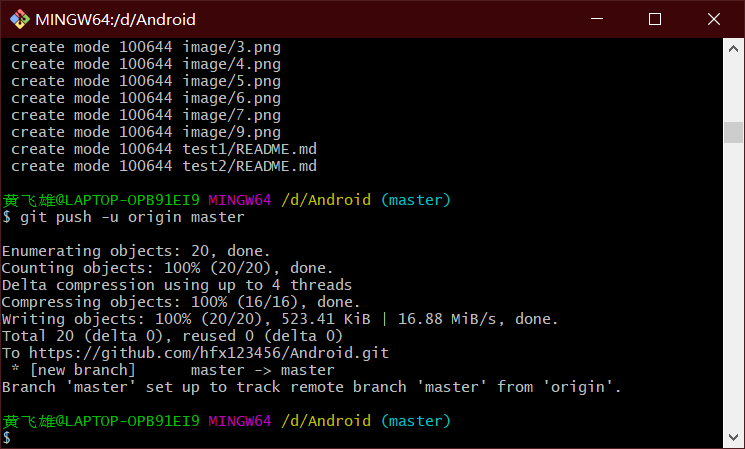 MINGW64:/d/Android
create mode 100644 image/3.png
create mode 100644 image/4.png
create mode 100644 image/5.png
create mode 100644 image/6.png
create mode 100644 image/7.png
create mode 100644 image/9.png
create mode 100644 test1/README.md
create mode 100644 test2/README.md
黄飞雄@LAPTOP-OPB91EI9 MINGW64 /d/Android (master)
$ git push -u origin master
Enumerating objects: 20, done.
Counting objects: 100% (20/20), done.
Delta compression using up to 4 threads
Compressing objects: 100% (16/16), done.
Writing objects: 100% (20/20), 523.41 KiB | 16.88 MiB/s, done.
Total 20 (delta 0), reused 0 (delta 0)
To https://github.com/hfx123456/Android.git
 * [new branch]      master -> master
Branch 'master' set up to track remote branch 'master' from 'origin'.
黄飞雄@LAPTOP-OPB91EI9 MINGW64 /d/Android (master)
$